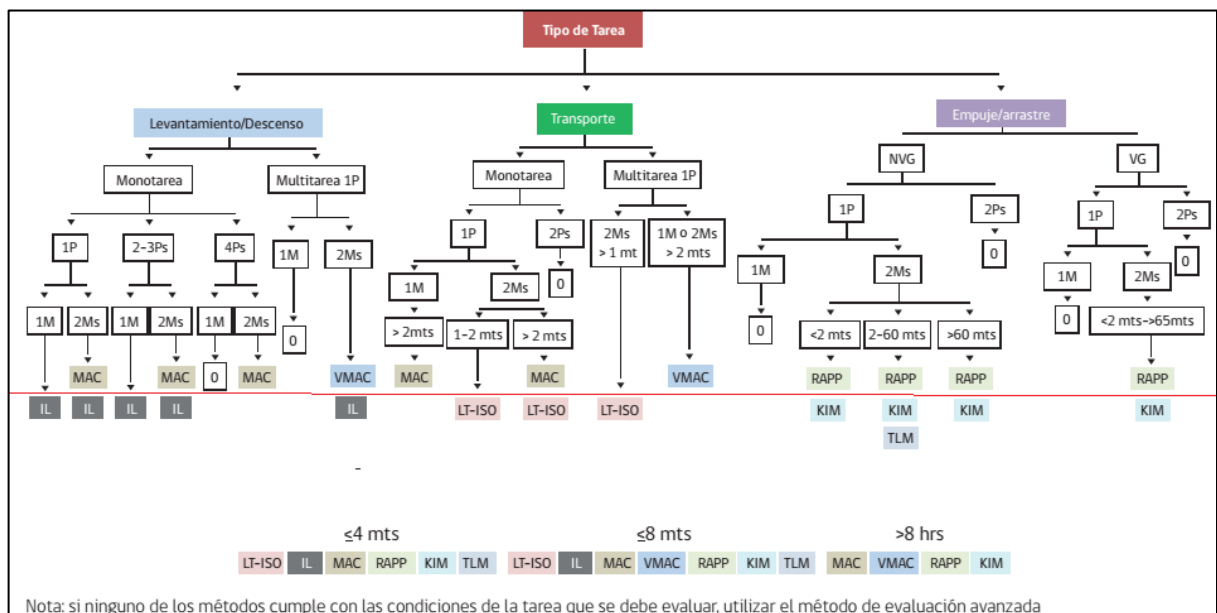 Tipo de Tarea
Levantamiento/Descenso
Transporte
Empuje/arrastre
Monotarea
Multitarea 1P
Monotarea
Multitarea 1P
NVG
VG
1P
2-3Ps
4Ps
1M
2Ms
1P
2Ps
2Ms
> 1 mt
1M o 2Ms
> 2 mts
1P
2Ps
1P
2Ps
1M
2Ms
1M
2Ms
1M
2Ms
0
1M
2Ms
0
1M
2Ms
0
1M
2Ms
0
> 2mts
1-2 mts
> 2 mts
0
<2 mts
2-60 mts
>60 mts
0
<2 mts->65mts
MAC
MAC
0
MAC
VMAC
MAC
MAC
VMAC
RAPP
RAPP
RAPP
RAPP
IL
IL
IL
IL
IL
LT-ISO
LT-ISO
LT-ISO
KIM
KIM
KIM
KIM
TLM
-
≤4 mts
≤8 mts
>8 hrs
LT-ISO IL MAC RAPP KIM TLM LT-ISO IL MAC VMAC RAPP KIM TLM MAC VMAC RAPP KIM
Nota: si ninguno de los métodos cumple con las condiciones de la tarea que se debe evaluar, utilizar el método de evaluación avanzada